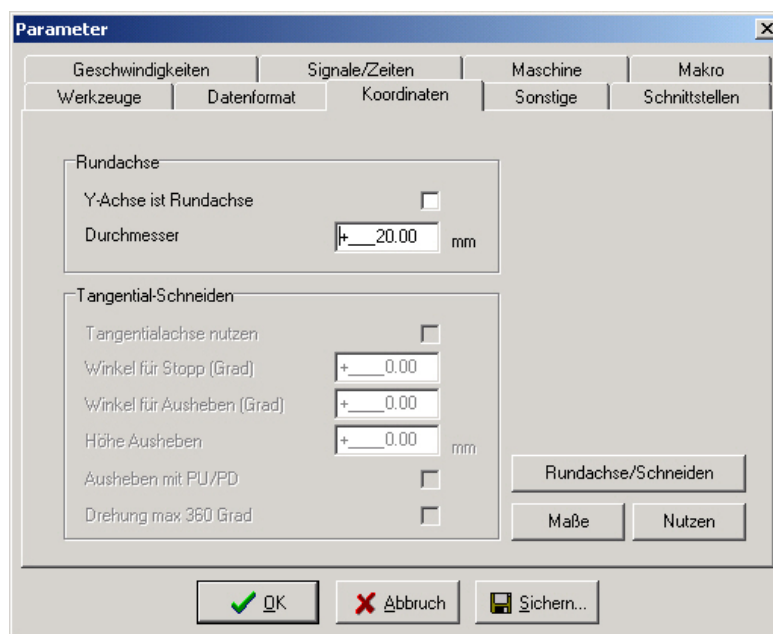 Parameter
Geschwindigkeiten Signale/Zeiten Maschine Makro
Werkzeuge Datenformat Koordinaten Sonstige Schnittstellen
Rundachse
Y-Achse ist Rundachse
Durchmesser +___20.00 mm
Tangential-Schneiden
Tangentialachse nutzen
Winkel für Stopp (Grad) +____0.00
Winkel für Ausheben (Grad) +____0.00
Höhe Ausheben +____0.00 mm
Ausheben mit PU/PD
Drehung max 360 Grad
Rundachse/Schneiden
Maße Nutzen
OK Abbruch Sichern...